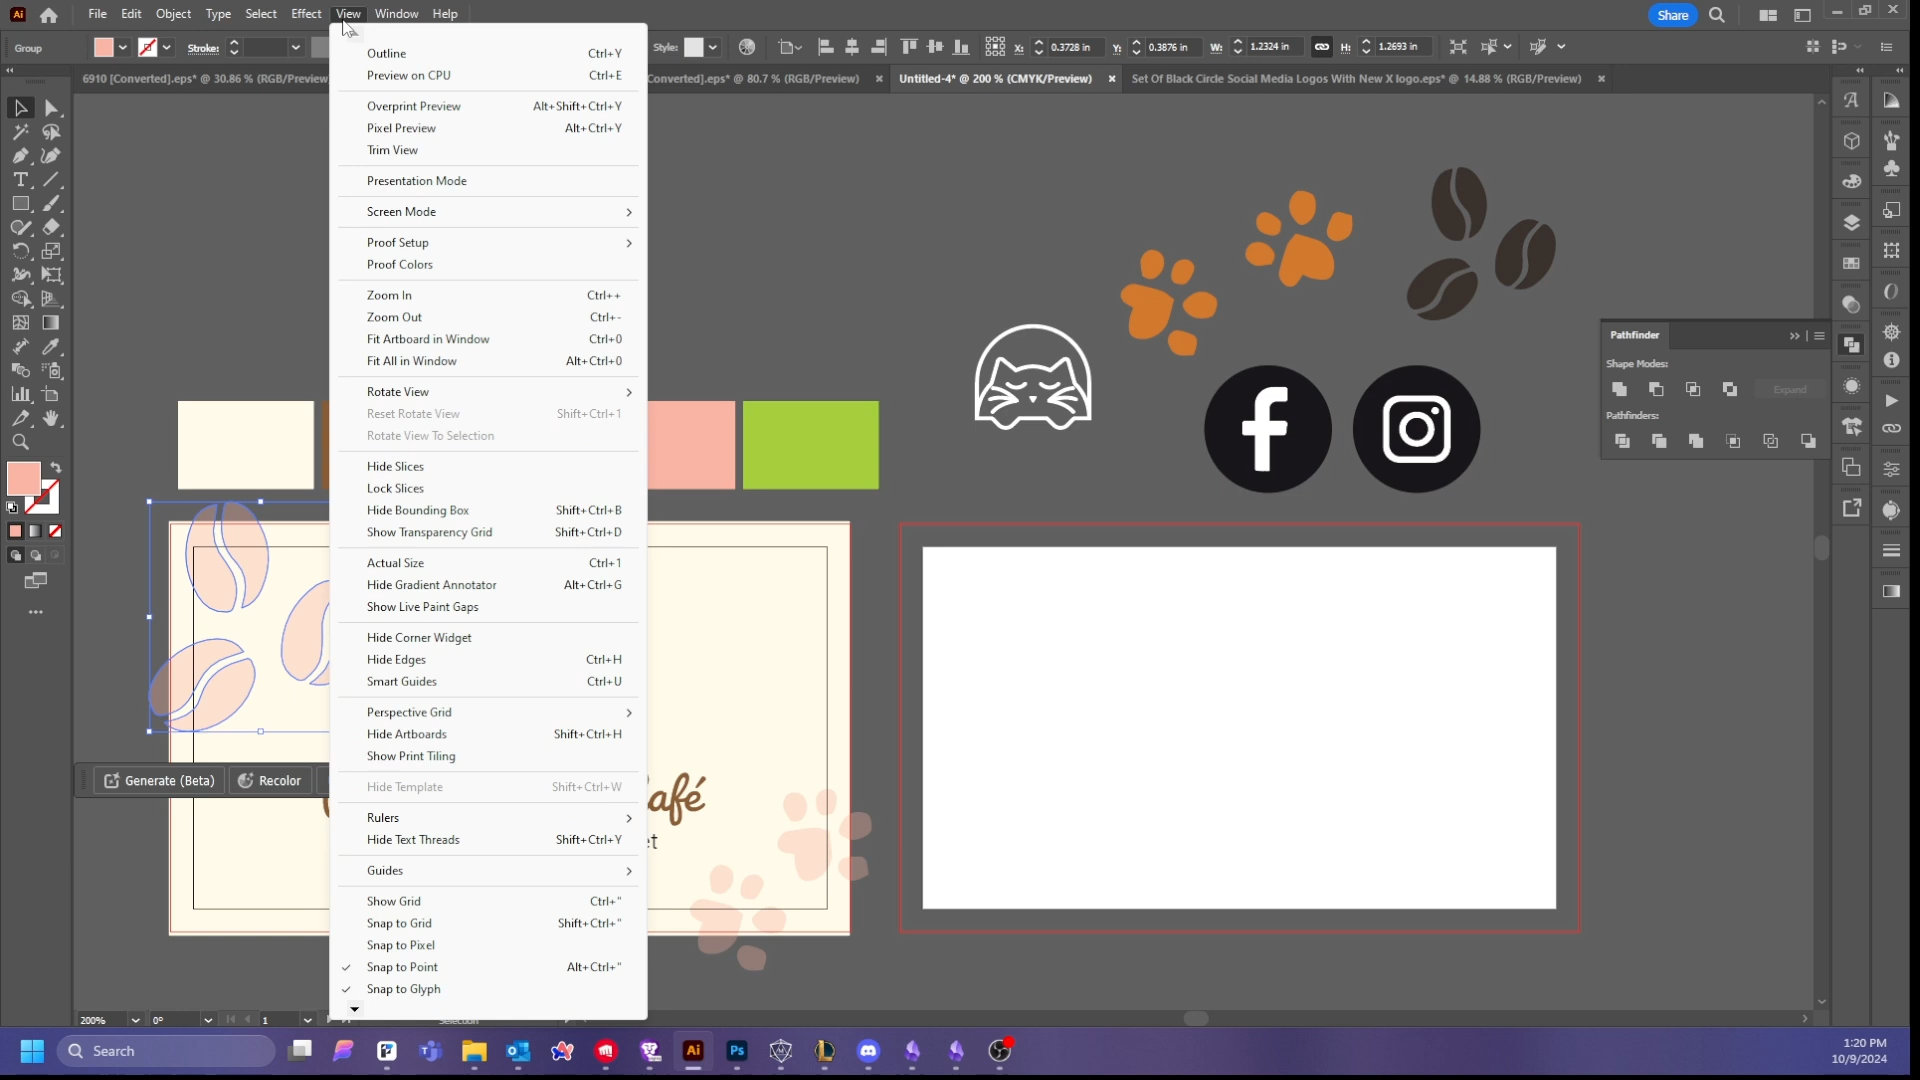 Ai File Edit Object Type Select Effect View Window Help Share
Group Stroke: Style: X: 0.3728 in Y: 0.3876 in W: 1.2324 in H: 1.2693 in
6910 [Converted].eps* @ 30.86 % (RGB/Preview) Converted].eps* @ 80.7 % (RGB/Preview) × Untitled-4* @ 200 % (CMYK/Preview) × Set Of Black Circle Social Media Logos With New X logo.eps* @ 14.88 % (RGB/Preview) ×
Outline Ctrl+Y
Preview on CPU Ctrl+E
Overprint Preview Alt+Shift+Ctrl+Y
Pixel Preview Alt+Ctrl+Y
Trim View
Presentation Mode
Screen Mode
Proof Setup
Proof Colors
Zoom In Ctrl++
Zoom Out Ctrl+-
Fit Artboard in Window Ctrl+0
Fit All in Window Alt+Ctrl+0
Rotate View
Reset Rotate View Shift+Ctrl+1
Rotate View To Selection
Hide Slices
Lock Slices
Hide Bounding Box Shift+Ctrl+B
Show Transparency Grid Shift+Ctrl+D
Actual Size Ctrl+1
Hide Gradient Annotator Alt+Ctrl+G
Show Live Paint Gaps
Hide Corner Widget
Hide Edges Ctrl+H
Smart Guides Ctrl+U
Perspective Grid
Hide Artboards Shift+Ctrl+H
Show Print Tiling
Hide Template Shift+Ctrl+W
Rulers
Hide Text Threads Shift+Ctrl+Y
Guides
Show Grid Ctrl+"
Snap to Grid Shift+Ctrl+"
Snap to Pixel
Snap to Point Alt+Ctrl+"
Snap to Glyph
Pathfinder
Shape Modes:
Expand
Pathfinders:
Generate (Beta) Recolor
afé
et
200% 0° 1 Selection
Search Ai Ps
1:20 PM
10/9/2024